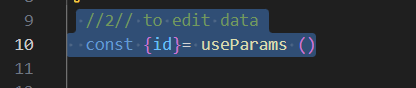 9 //2// to edit data
10 const {id}= useParams ()
11